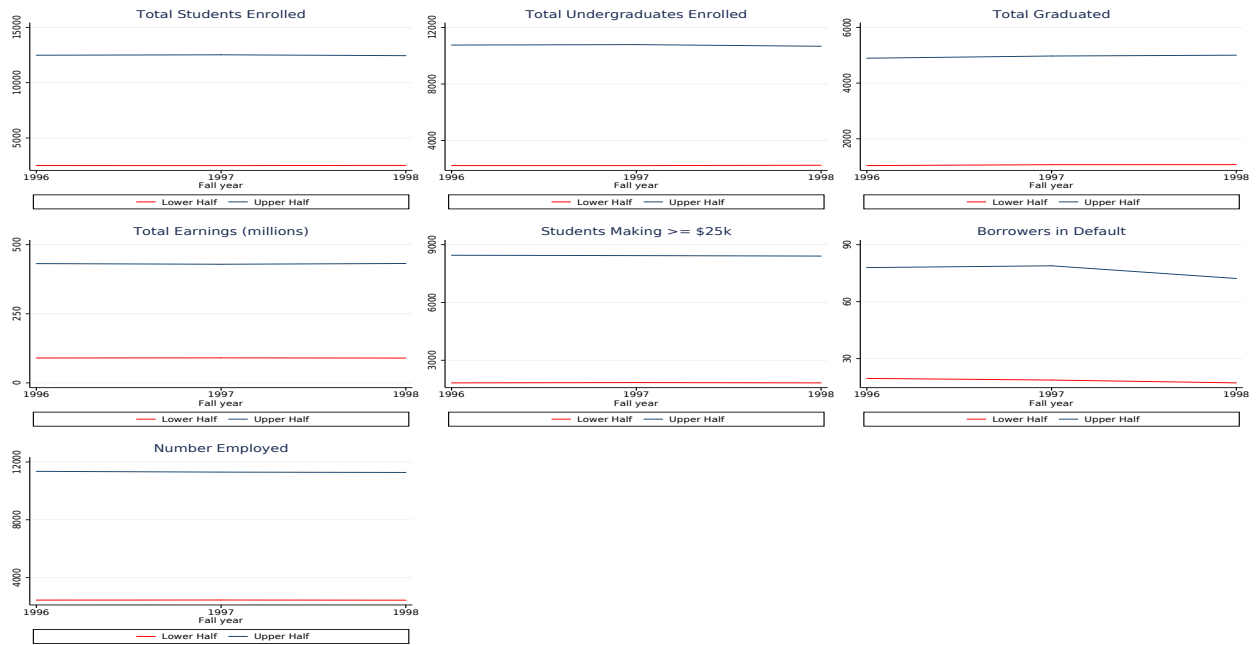 Total Students Enrolled
15000
10000
5000
1996 1997 1998
Fall year
Lower Half Upper Half
Total Undergraduates Enrolled
12000
8000
4000
1996 1997 1998
Fall year
Lower Half Upper Half
Total Graduated
6000
4000
2000
1996 1997 1998
Fall year
Lower Half Upper Half
Total Earnings (millions)
500
250
0
1996 1997 1998
Fall year
Lower Half Upper Half
Students Making >= $25k
9000
6000
3000
1996 1997 1998
Fall year
Lower Half Upper Half
Borrowers in Default
90
60
30
1996 1997 1998
Fall year
Lower Half Upper Half
Number Employed
12000
8000
4000
1996 1997 1998
Fall year
Lower Half Upper Half